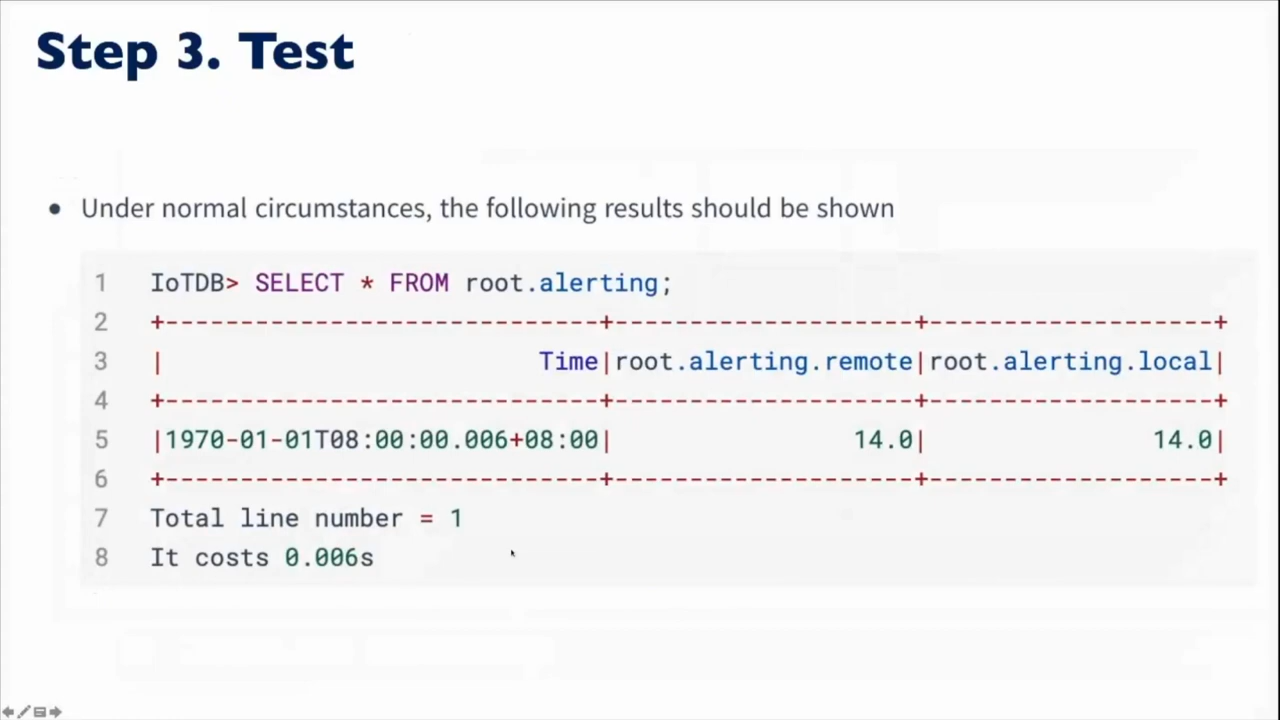 Step 3. Test
• Under normal circumstances, the following results should be shown
1 IoTDB> SELECT * FROM root.alerting;
2 +-----------------------------+--------------------+-------------------+
3 |                         Time|root.alerting.remote|root.alerting.local|
4 +-----------------------------+--------------------+-------------------+
5 |1970-01-01T08:00:00.006+08:00|                14.0|               14.0|
6 +-----------------------------+--------------------+-------------------+
7 Total line number = 1
8 It costs 0.006s